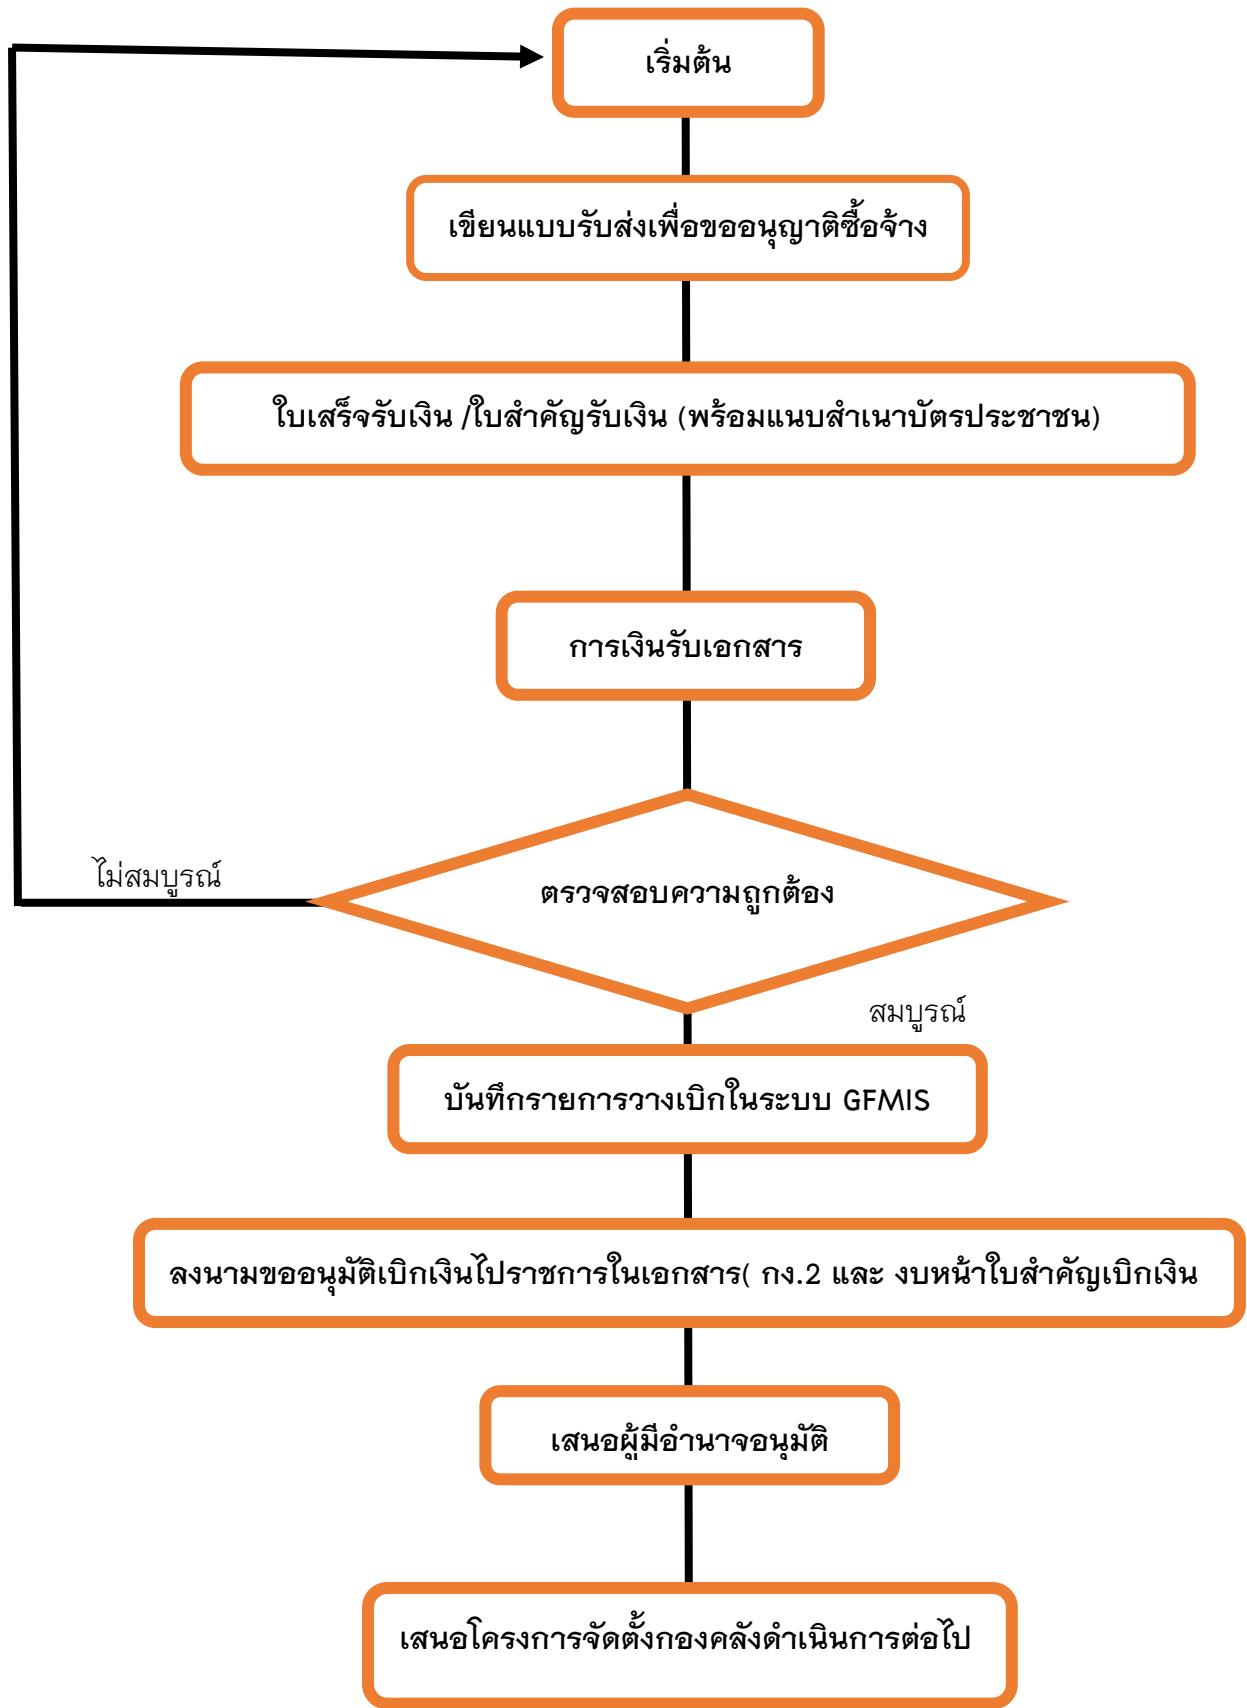 เริ่มต้น
เขียนแบบรับส่งเพื่อขออนุญาติซื้อจ้าง
ใบเสร็จรับเงิน /ใบสำคัญรับเงิน (พร้อมแนบสำเนาบัตรประชาชน)
การเงินรับเอกสาร
ไม่สมบูรณ์
ตรวจสอบความถูกต้อง
สมบูรณ์
บันทึกรายการวางเบิกในระบบ GFMIS
ลงนามขออนุมัติเบิกเงินไปราชการในเอกสาร( กง.2 และ งบหน้าใบสำคัญเบิกเงิน
เสนอผู้มีอำนาจอนุมัติ
เสนอโครงการจัดตั้งกองคลังดำเนินการต่อไป